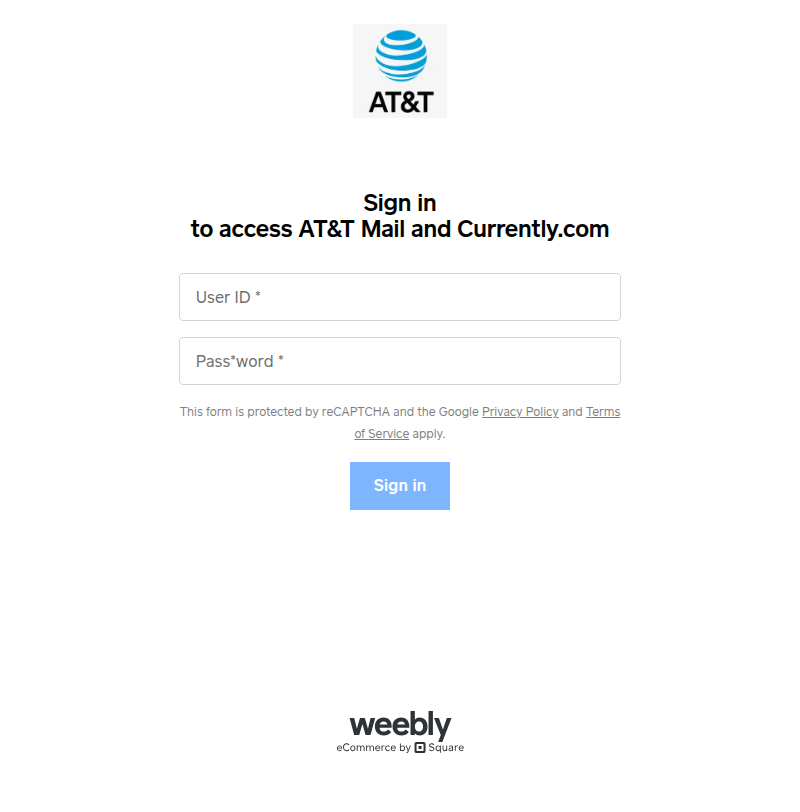 AT&T
Sign in
to access AT&T Mail and Currently.com
User ID *
Pass*word *
This form is protected by reCAPTCHA and the Google Privacy Policy and Terms
of Service apply.
Sign in
weebly
eCommerce by Square